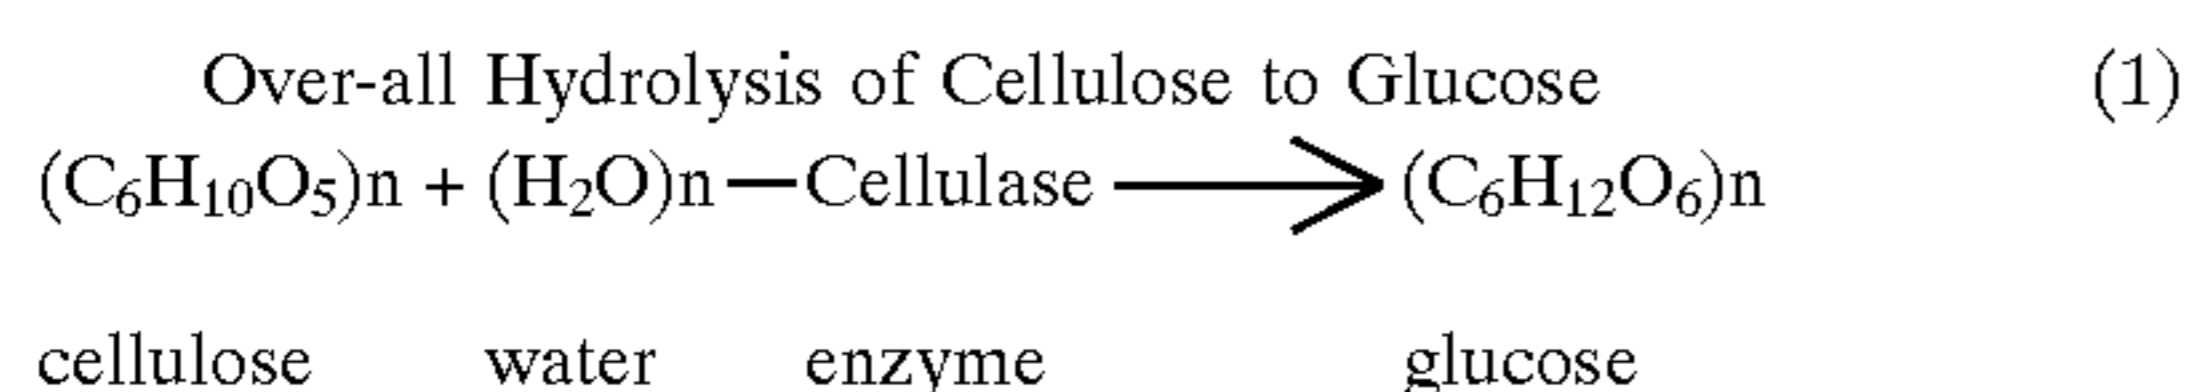 Over-all Hydrolysis of Cellulose to Glucose (1)
(C₆H₁₀O₅)n + (H₂O)n—Cellulase ⟶ (C₆H₁₂O₆)n
cellulose water enzyme glucose